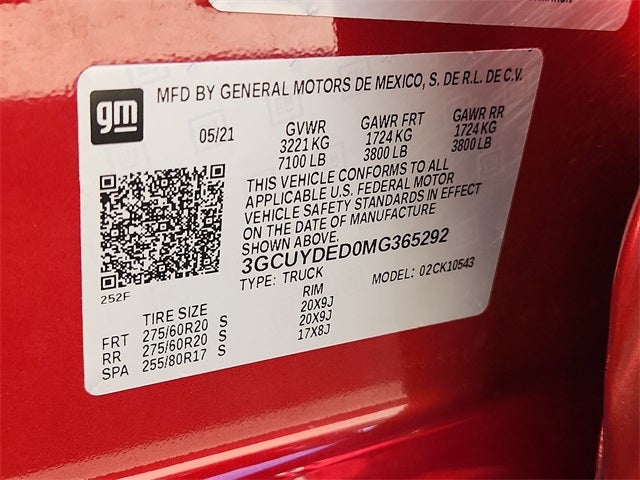 gm
MFD BY GENERAL MOTORS DE MEXICO, S. DE R.L. DE C.V.
05/21 GVWR GAWR FRT GAWR RR
3221 KG 1724 KG 1724 KG
7100 LB 3800 LB 3800 LB
THIS VEHICLE CONFORMS TO ALL
APPLICABLE U.S. FEDERAL MOTOR
VEHICLE SAFETY STANDARDS IN EFFECT
ON THE DATE OF MANUFACTURE
SHOWN ABOVE.
3GCUYDED0MG365292
TYPE: TRUCK MODEL: 02CK10543
252F
TIRE SIZE RIM
FRT 275/60R20 S 20X9J
RR 275/60R20 S 20X9J
SPA 255/80R17 S 17X8J